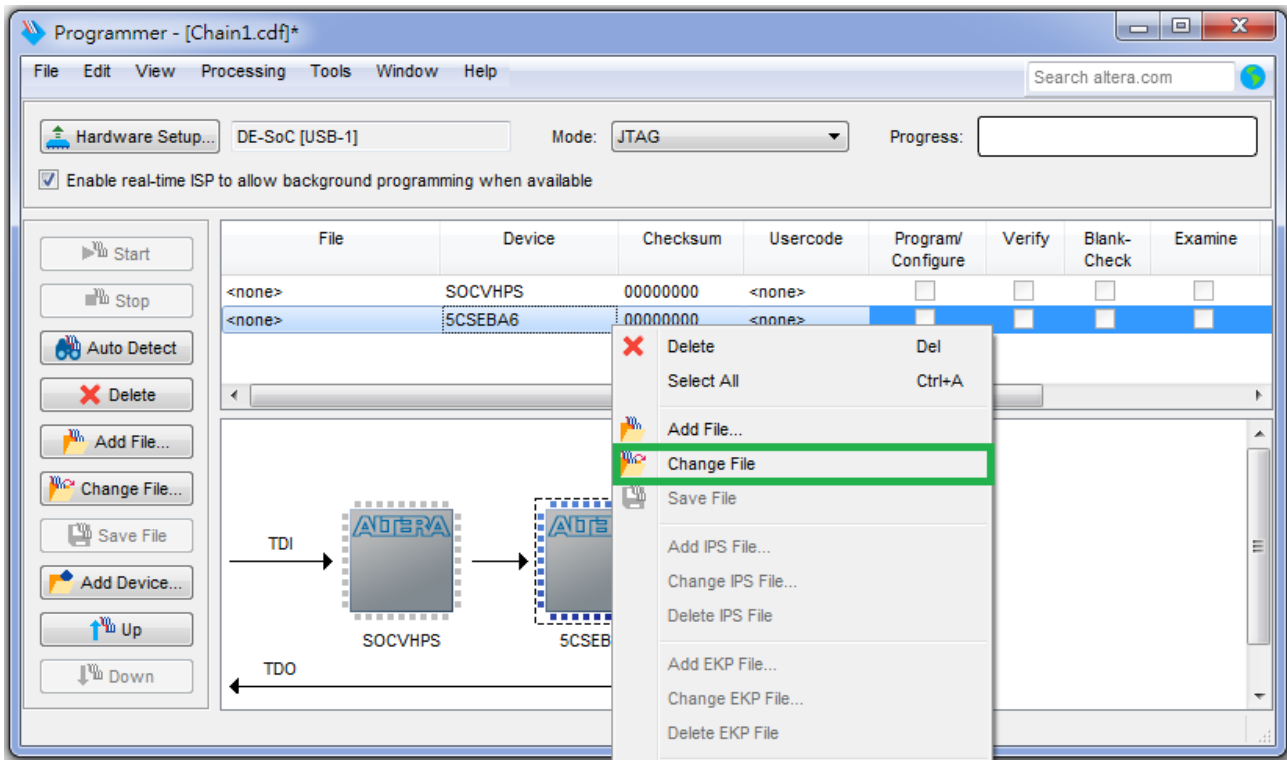 Programmer - [Chain1.cdf]*
File Edit View Processing Tools Window Help
Search altera.com
Hardware Setup... DE-SoC [USB-1] Mode: JTAG Progress:
Enable real-time ISP to allow background programming when available
Start
Stop
Auto Detect
Delete
Add File...
Change File...
Save File
Add Device...
Up
Down
File Device Checksum Usercode Program/ Verify Blank- Examine
Configure Check
<none> SOCVHPS 00000000 <none>
<none> 5CSEBA6 00000000 <none>
Delete Del
Select All Ctrl+A
Add File...
Change File
Save File
Add IPS File...
Change IPS File...
Delete IPS File
Add EKP File...
Change EKP File...
Delete EKP File
TDI
ALTERA
SOCVHPS
ALTE
5CSEB
TDO